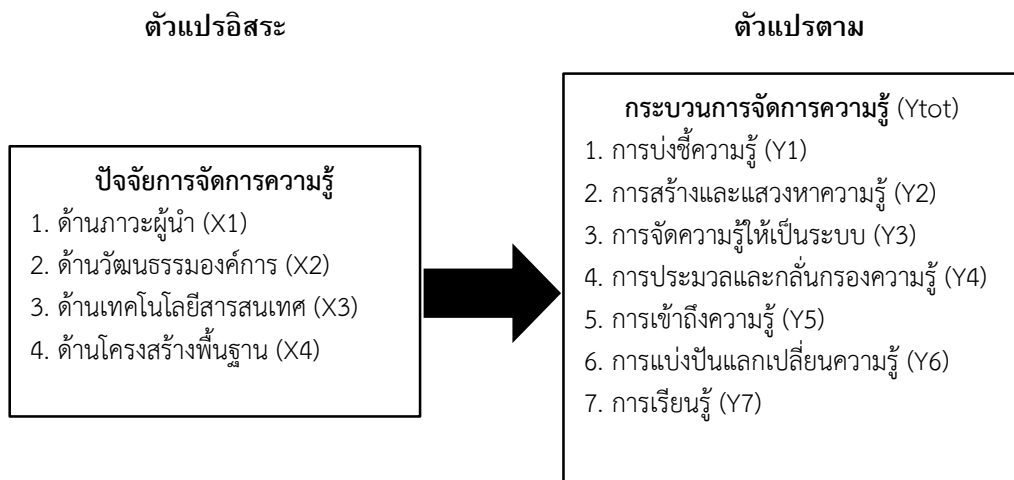 ตัวแปรอิสระ
ตัวแปรตาม
ปัจจัยการจัดการความรู้
1. ด้านภาวะผู้นำ (X1)
2. ด้านวัฒนธรรมองค์การ (X2)
3. ด้านเทคโนโลยีสารสนเทศ (X3)
4. ด้านโครงสร้างพื้นฐาน (X4)
กระบวนการจัดการความรู้ (Ytot)
1. การบ่งชี้ความรู้ (Y1)
2. การสร้างและแสวงหาความรู้ (Y2)
3. การจัดความรู้ให้เป็นระบบ (Y3)
4. การประมวลและกลั่นกรองความรู้ (Y4)
5. การเข้าถึงความรู้ (Y5)
6. การแบ่งปันแลกเปลี่ยนความรู้ (Y6)
7. การเรียนรู้ (Y7)